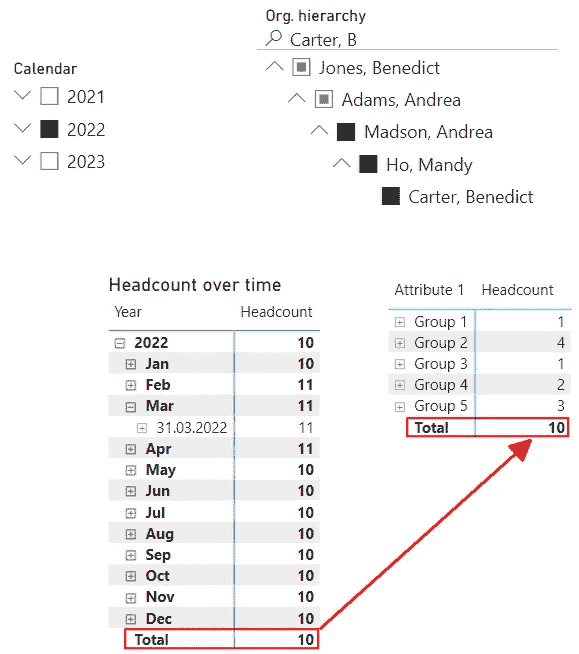 Org. hierarchy
Carter, B
Jones, Benedict
Adams, Andrea
Madson, Andrea
Ho, Mandy
Carter, Benedict
Calendar
2021
2022
2023
Headcount over time
Year Headcount
2022 10
Jan 10
Feb 11
Mar 11
31.03.2022 11
Apr 11
May 10
Jun 10
Jul 10
Aug 10
Sep 10
Oct 10
Nov 10
Dec 10
Total 10
Attribute 1 Headcount
Group 1 1
Group 2 4
Group 3 1
Group 4 2
Group 5 3
Total 10